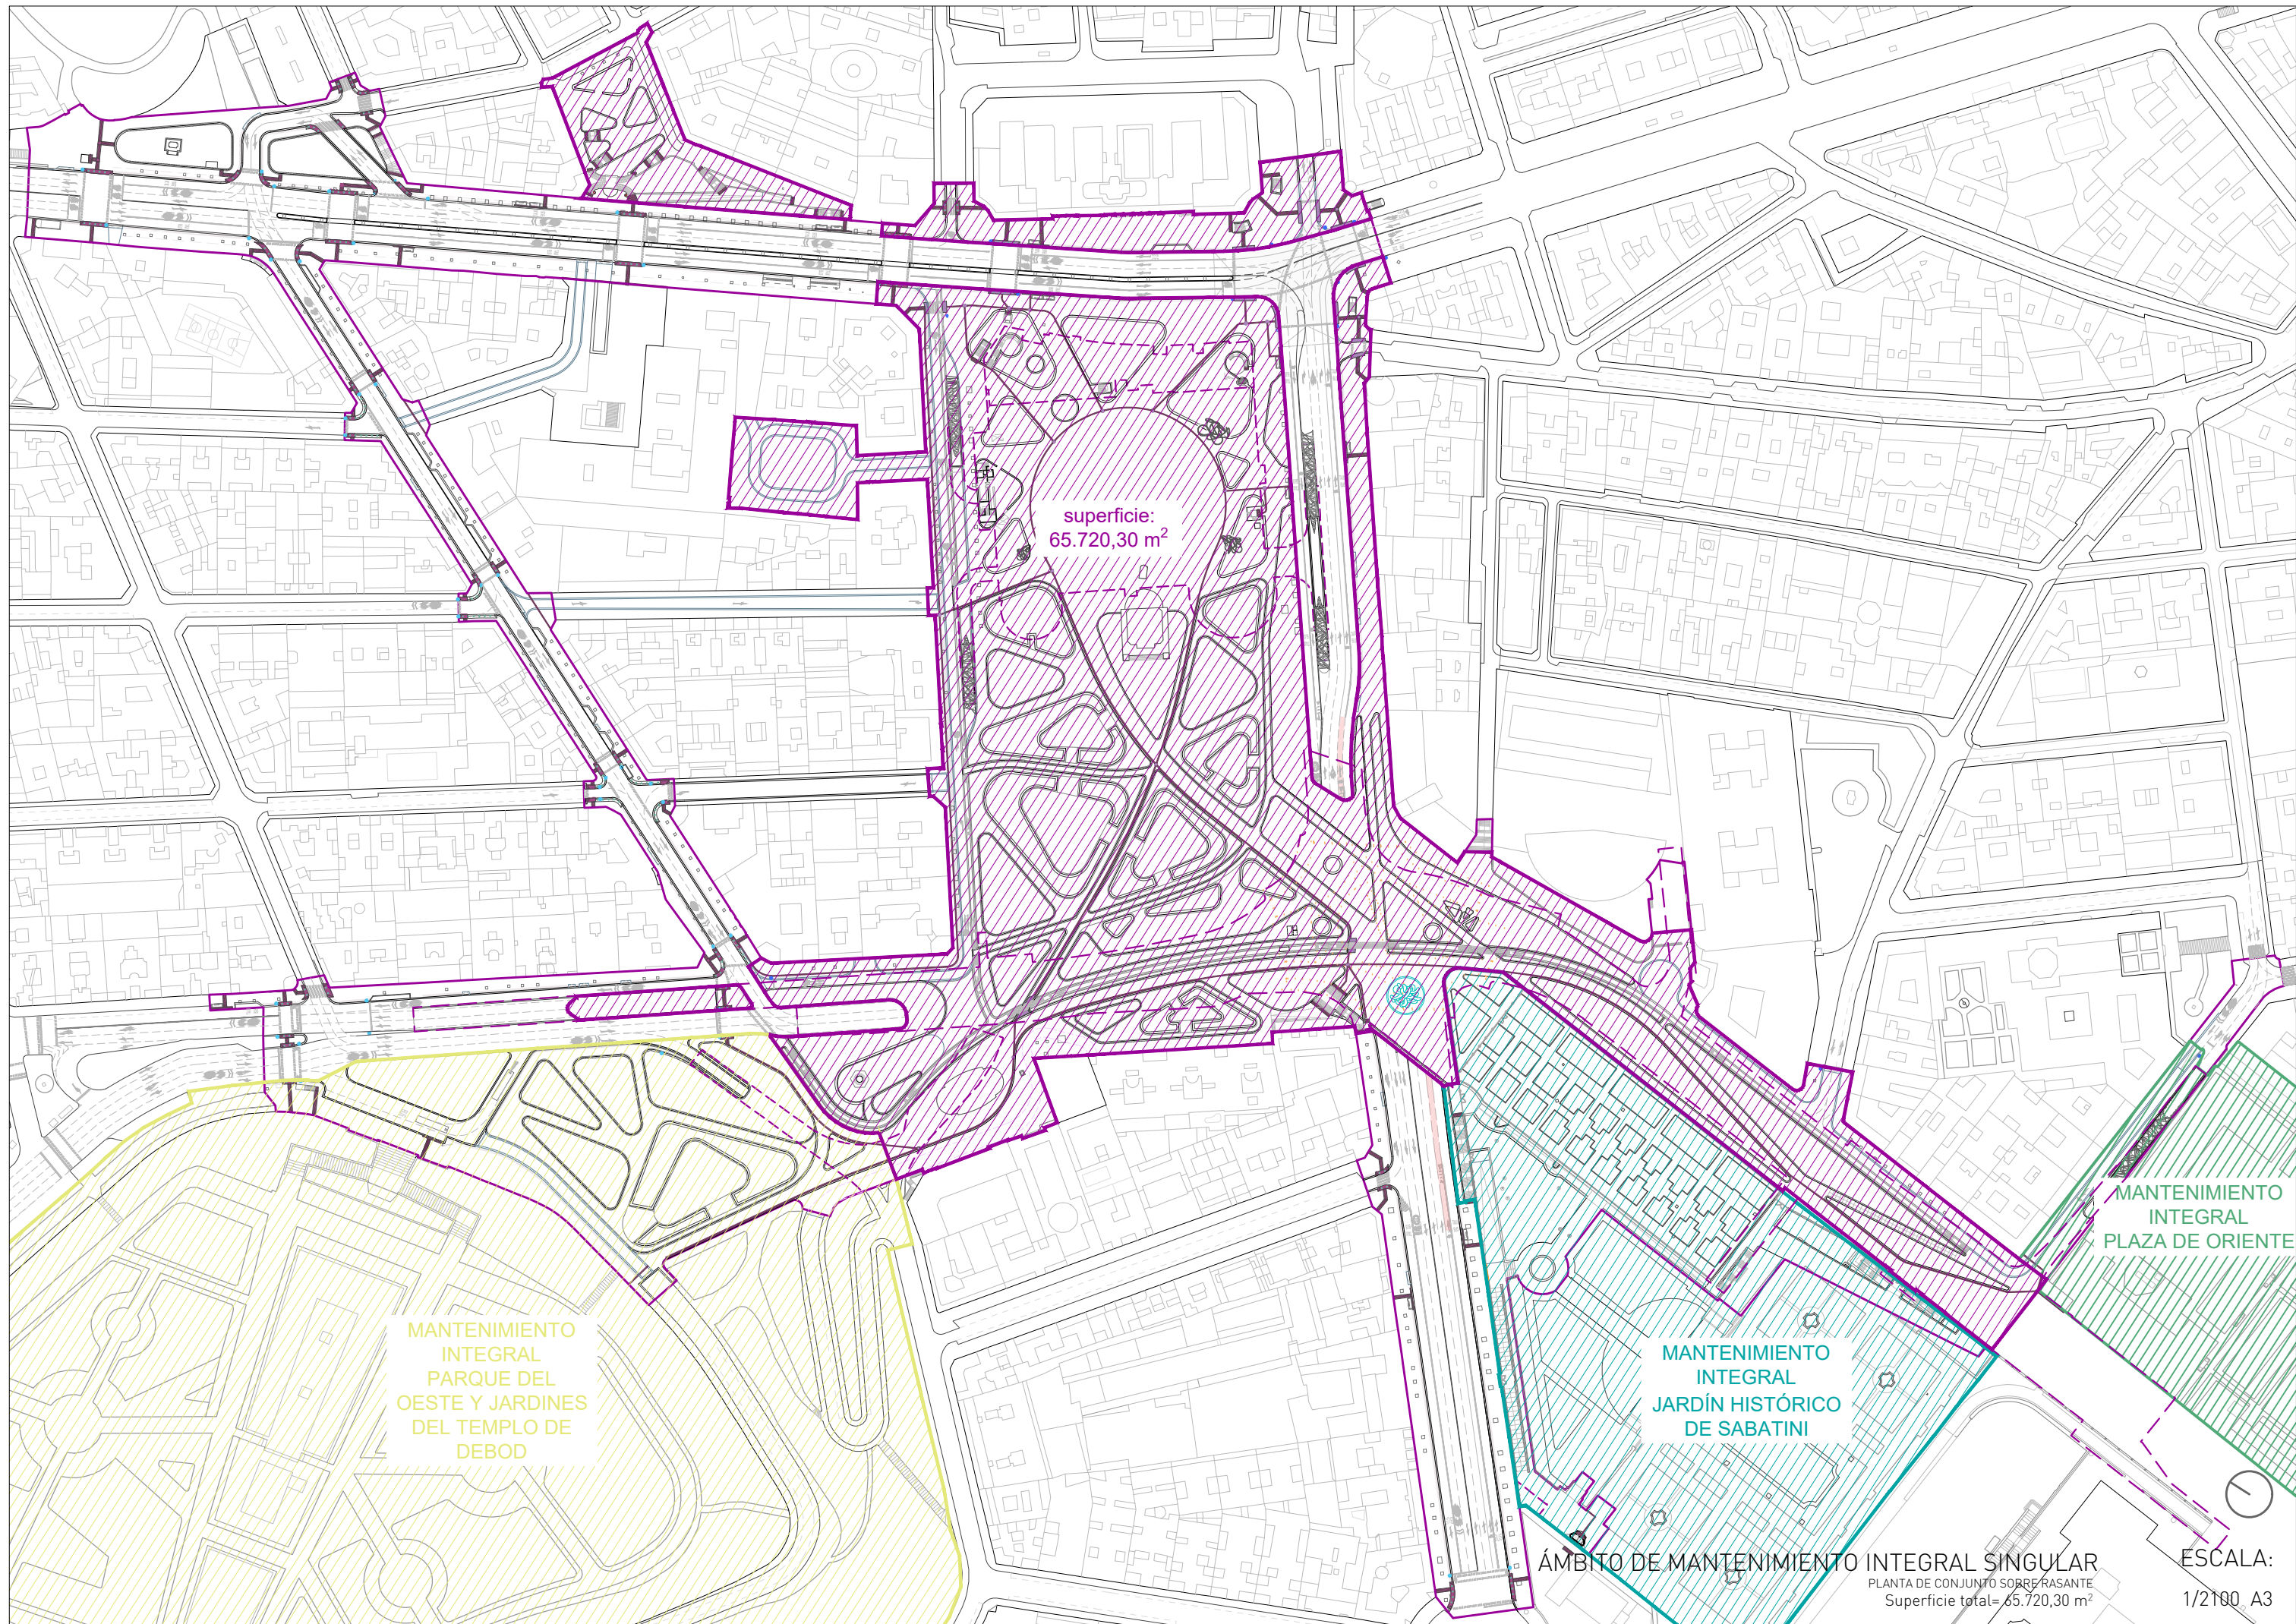 superficie:
65.720,30 m²
MANTENIMIENTO
INTEGRAL
PLAZA DE ORIENTE
MANTENIMIENTO
INTEGRAL
PARQUE DEL
OESTE Y JARDINES
DEL TEMPLO DE
DEBOD
MANTENIMIENTO
INTEGRAL
JARDÍN HISTÓRICO
DE SABATINI
ÁMBITO DE MANTENIMIENTO INTEGRAL SINGULAR
PLANTA DE CONJUNTO SOBRE RASANTE
Superficie total= 65.720,30 m²
ESCALA:
1/2100 A3